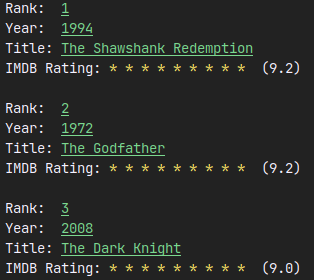 Rank: 1
Year: 1994
Title: The Shawshank Redemption
IMDB Rating: * * * * * * * * * (9.2)
Rank: 2
Year: 1972
Title: The Godfather
IMDB Rating: * * * * * * * * * (9.2)
Rank: 3
Year: 2008
Title: The Dark Knight
IMDB Rating: * * * * * * * * * (9.0)